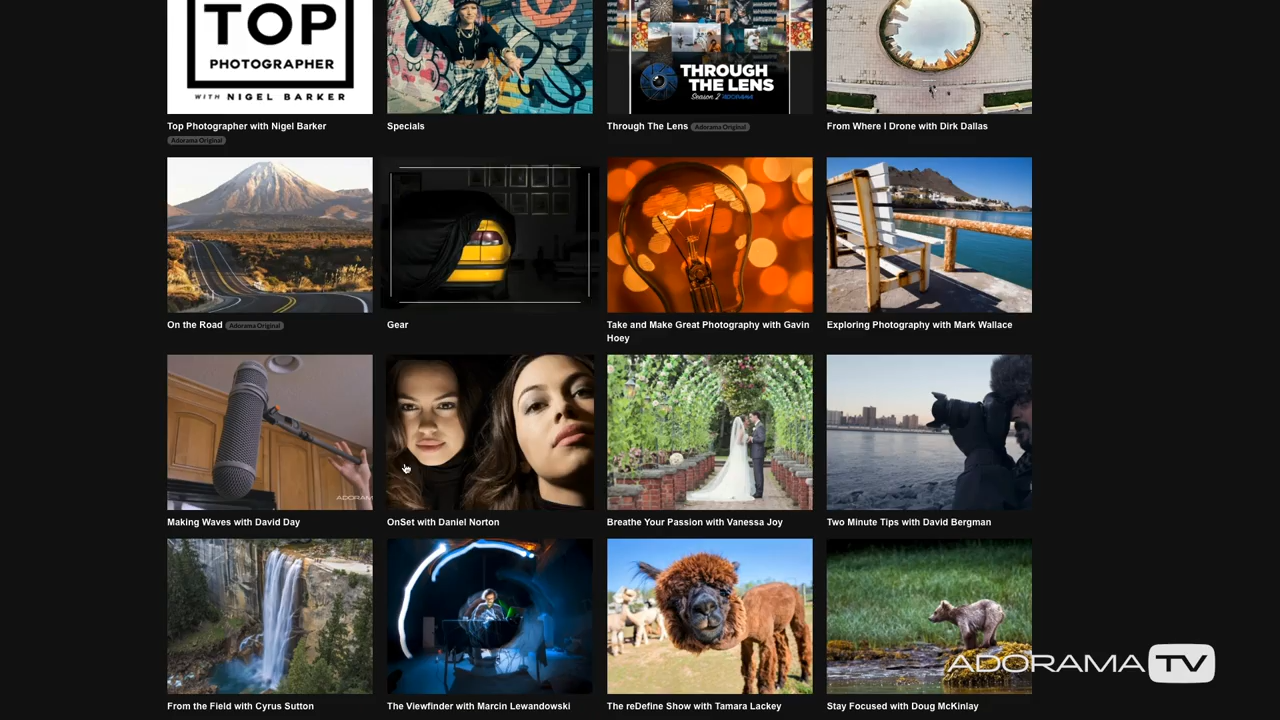 TOP
PHOTOGRAPHER
WITH NIGEL BARKER
THROUGH
THE LENS
Season 2 ADORAMA
Top Photographer with Nigel Barker
Adorama Original
Specials
Through The Lens Adorama Original
From Where I Drone with Dirk Dallas
On the Road Adorama Original
Gear
Take and Make Great Photography with Gavin
Hoey
Exploring Photography with Mark Wallace
ADORAMA
Making Waves with David Day
OnSet with Daniel Norton
Breathe Your Passion with Vanessa Joy
Two Minute Tips with David Bergman
From the Field with Cyrus Sutton
The Viewfinder with Marcin Lewandowski
The reDefine Show with Tamara Lackey
Stay Focused with Doug McKinlay
ADORAMA TV